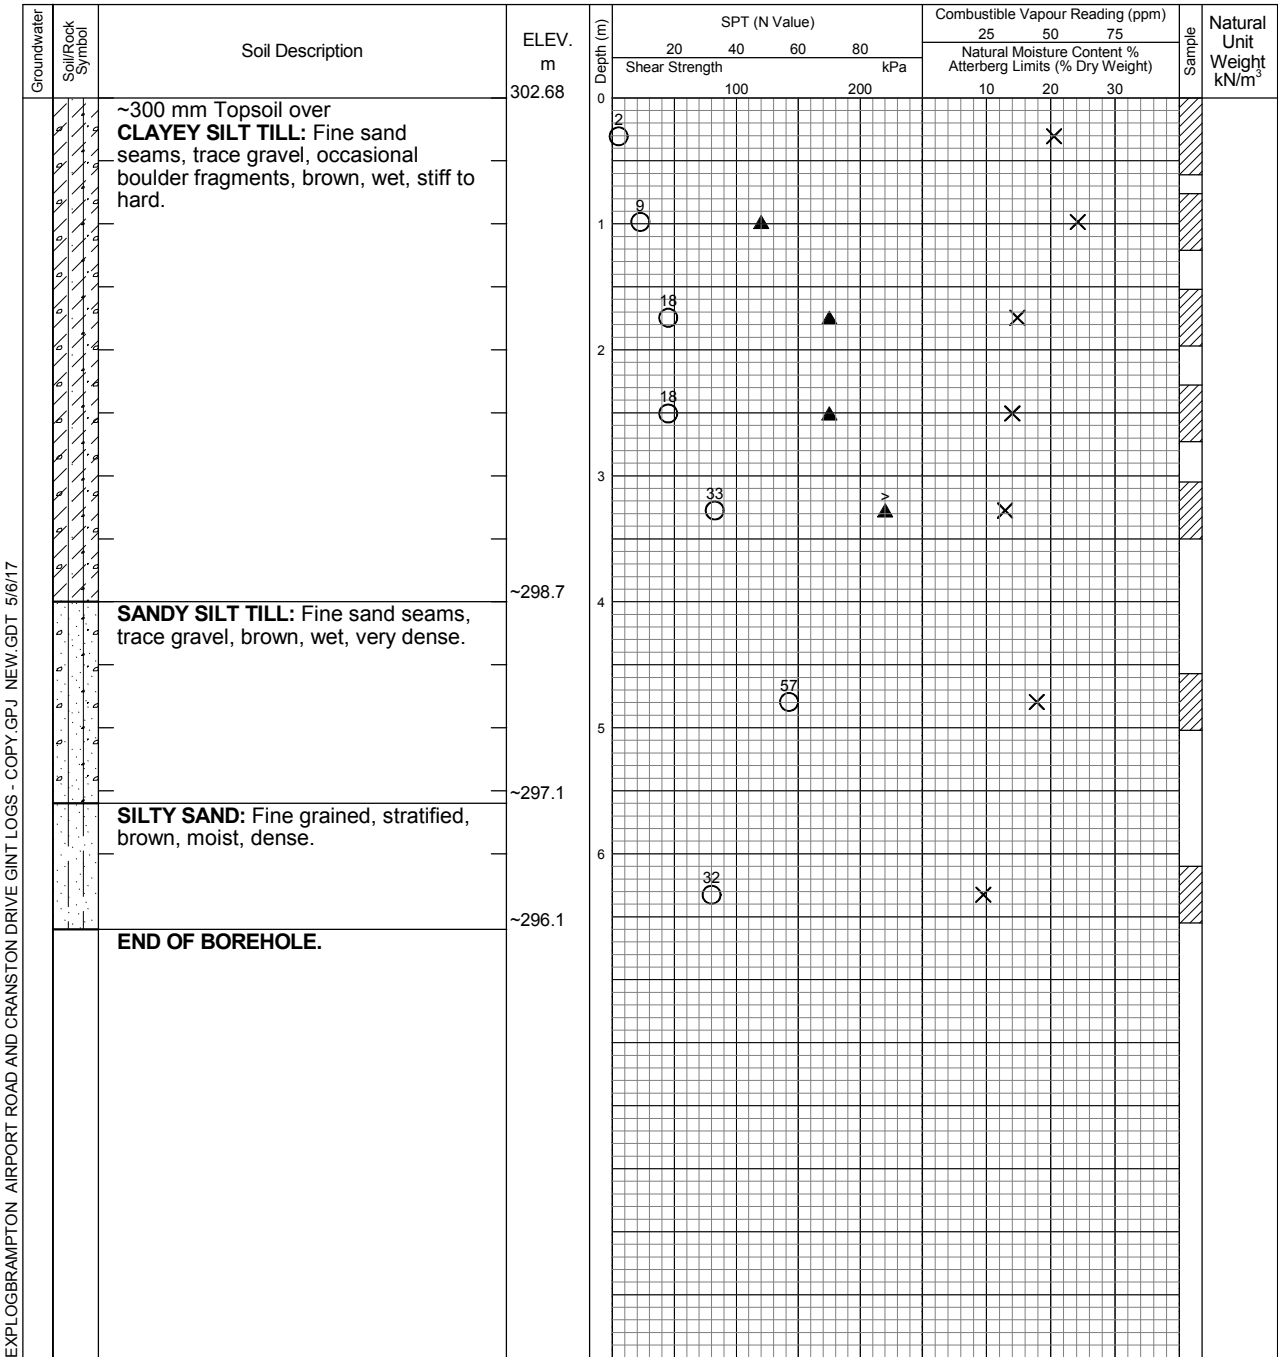 Groundwater
Soil/Rock
Symbol
Soil Description
ELEV.
m
302.68
Depth (m)
SPT (N Value)
20 40 60 80
Shear Strength kPa
100 200
Combustible Vapour Reading (ppm)
25 50 75
Natural Moisture Content %
Atterberg Limits (% Dry Weight)
10 20 30
Sample
Natural
Unit
Weight
kN/m³
0
~300 mm Topsoil over
CLAYEY SILT TILL: Fine sand
seams, trace gravel, occasional
boulder fragments, brown, wet, stiff to
hard.
2
9
1
18
2
18
3
33
>
~298.7
4
SANDY SILT TILL: Fine sand seams,
trace gravel, brown, wet, very dense.
57
5
~297.1
SILTY SAND: Fine grained, stratified,
brown, moist, dense.
6
32
~296.1
END OF BOREHOLE.
EXPLOGBRAMPTON AIRPORT ROAD AND CRANSTON DRIVE GINT LOGS - COPY.GPJ NEW.GDT 5/6/17